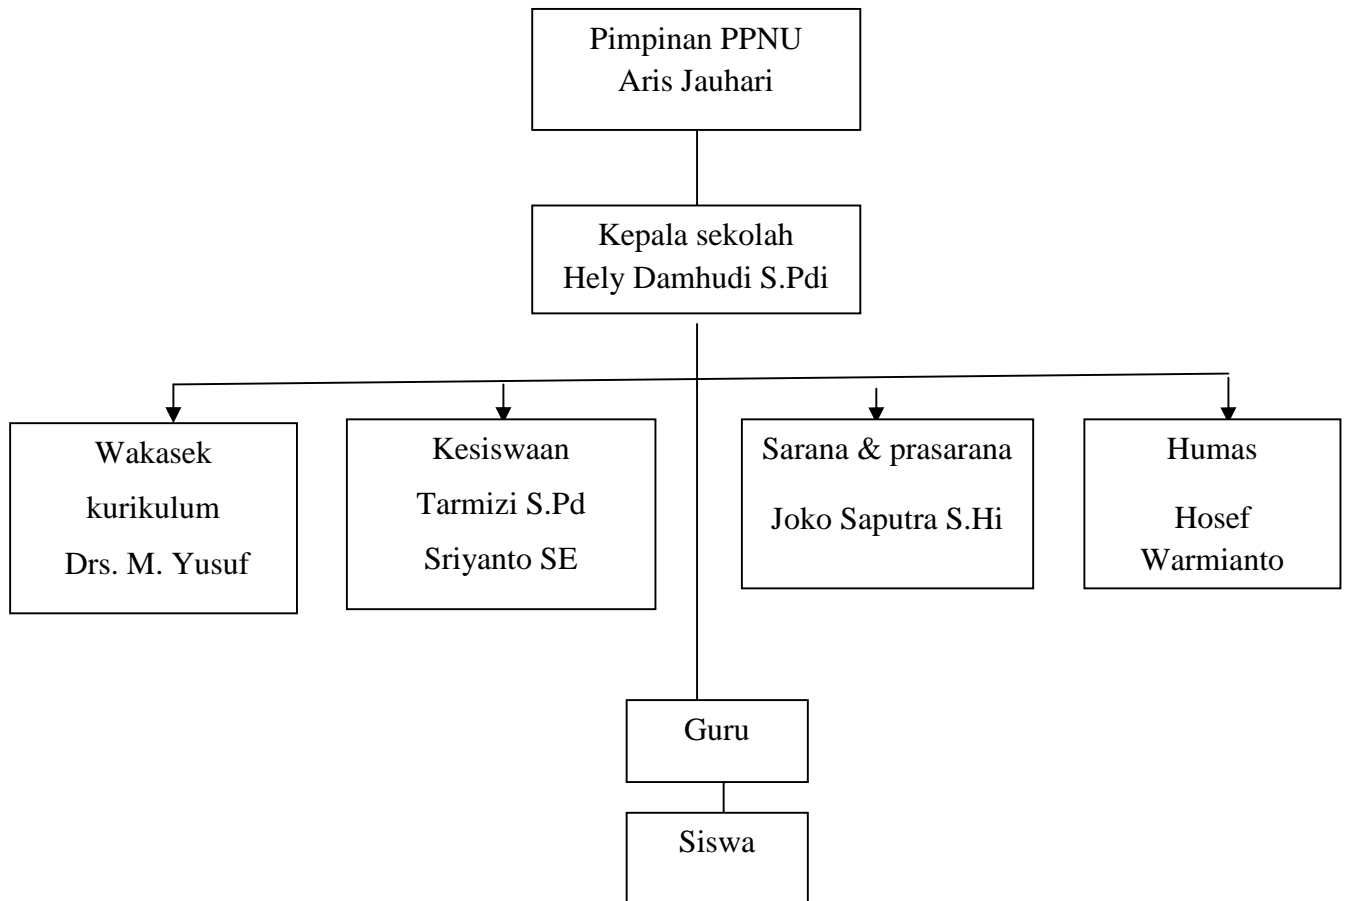 Pimpinan PPNU
Aris Jauhari
Kepala sekolah
Hely Damhudi S.Pdi
Wakasek
kurikulum
Drs. M. Yusuf
Kesiswaan
Tarmizi S.Pd
Sriyanto SE
Sarana & prasarana
Joko Saputra S.Hi
Humas
Hosef
Warmianto
Guru
Siswa